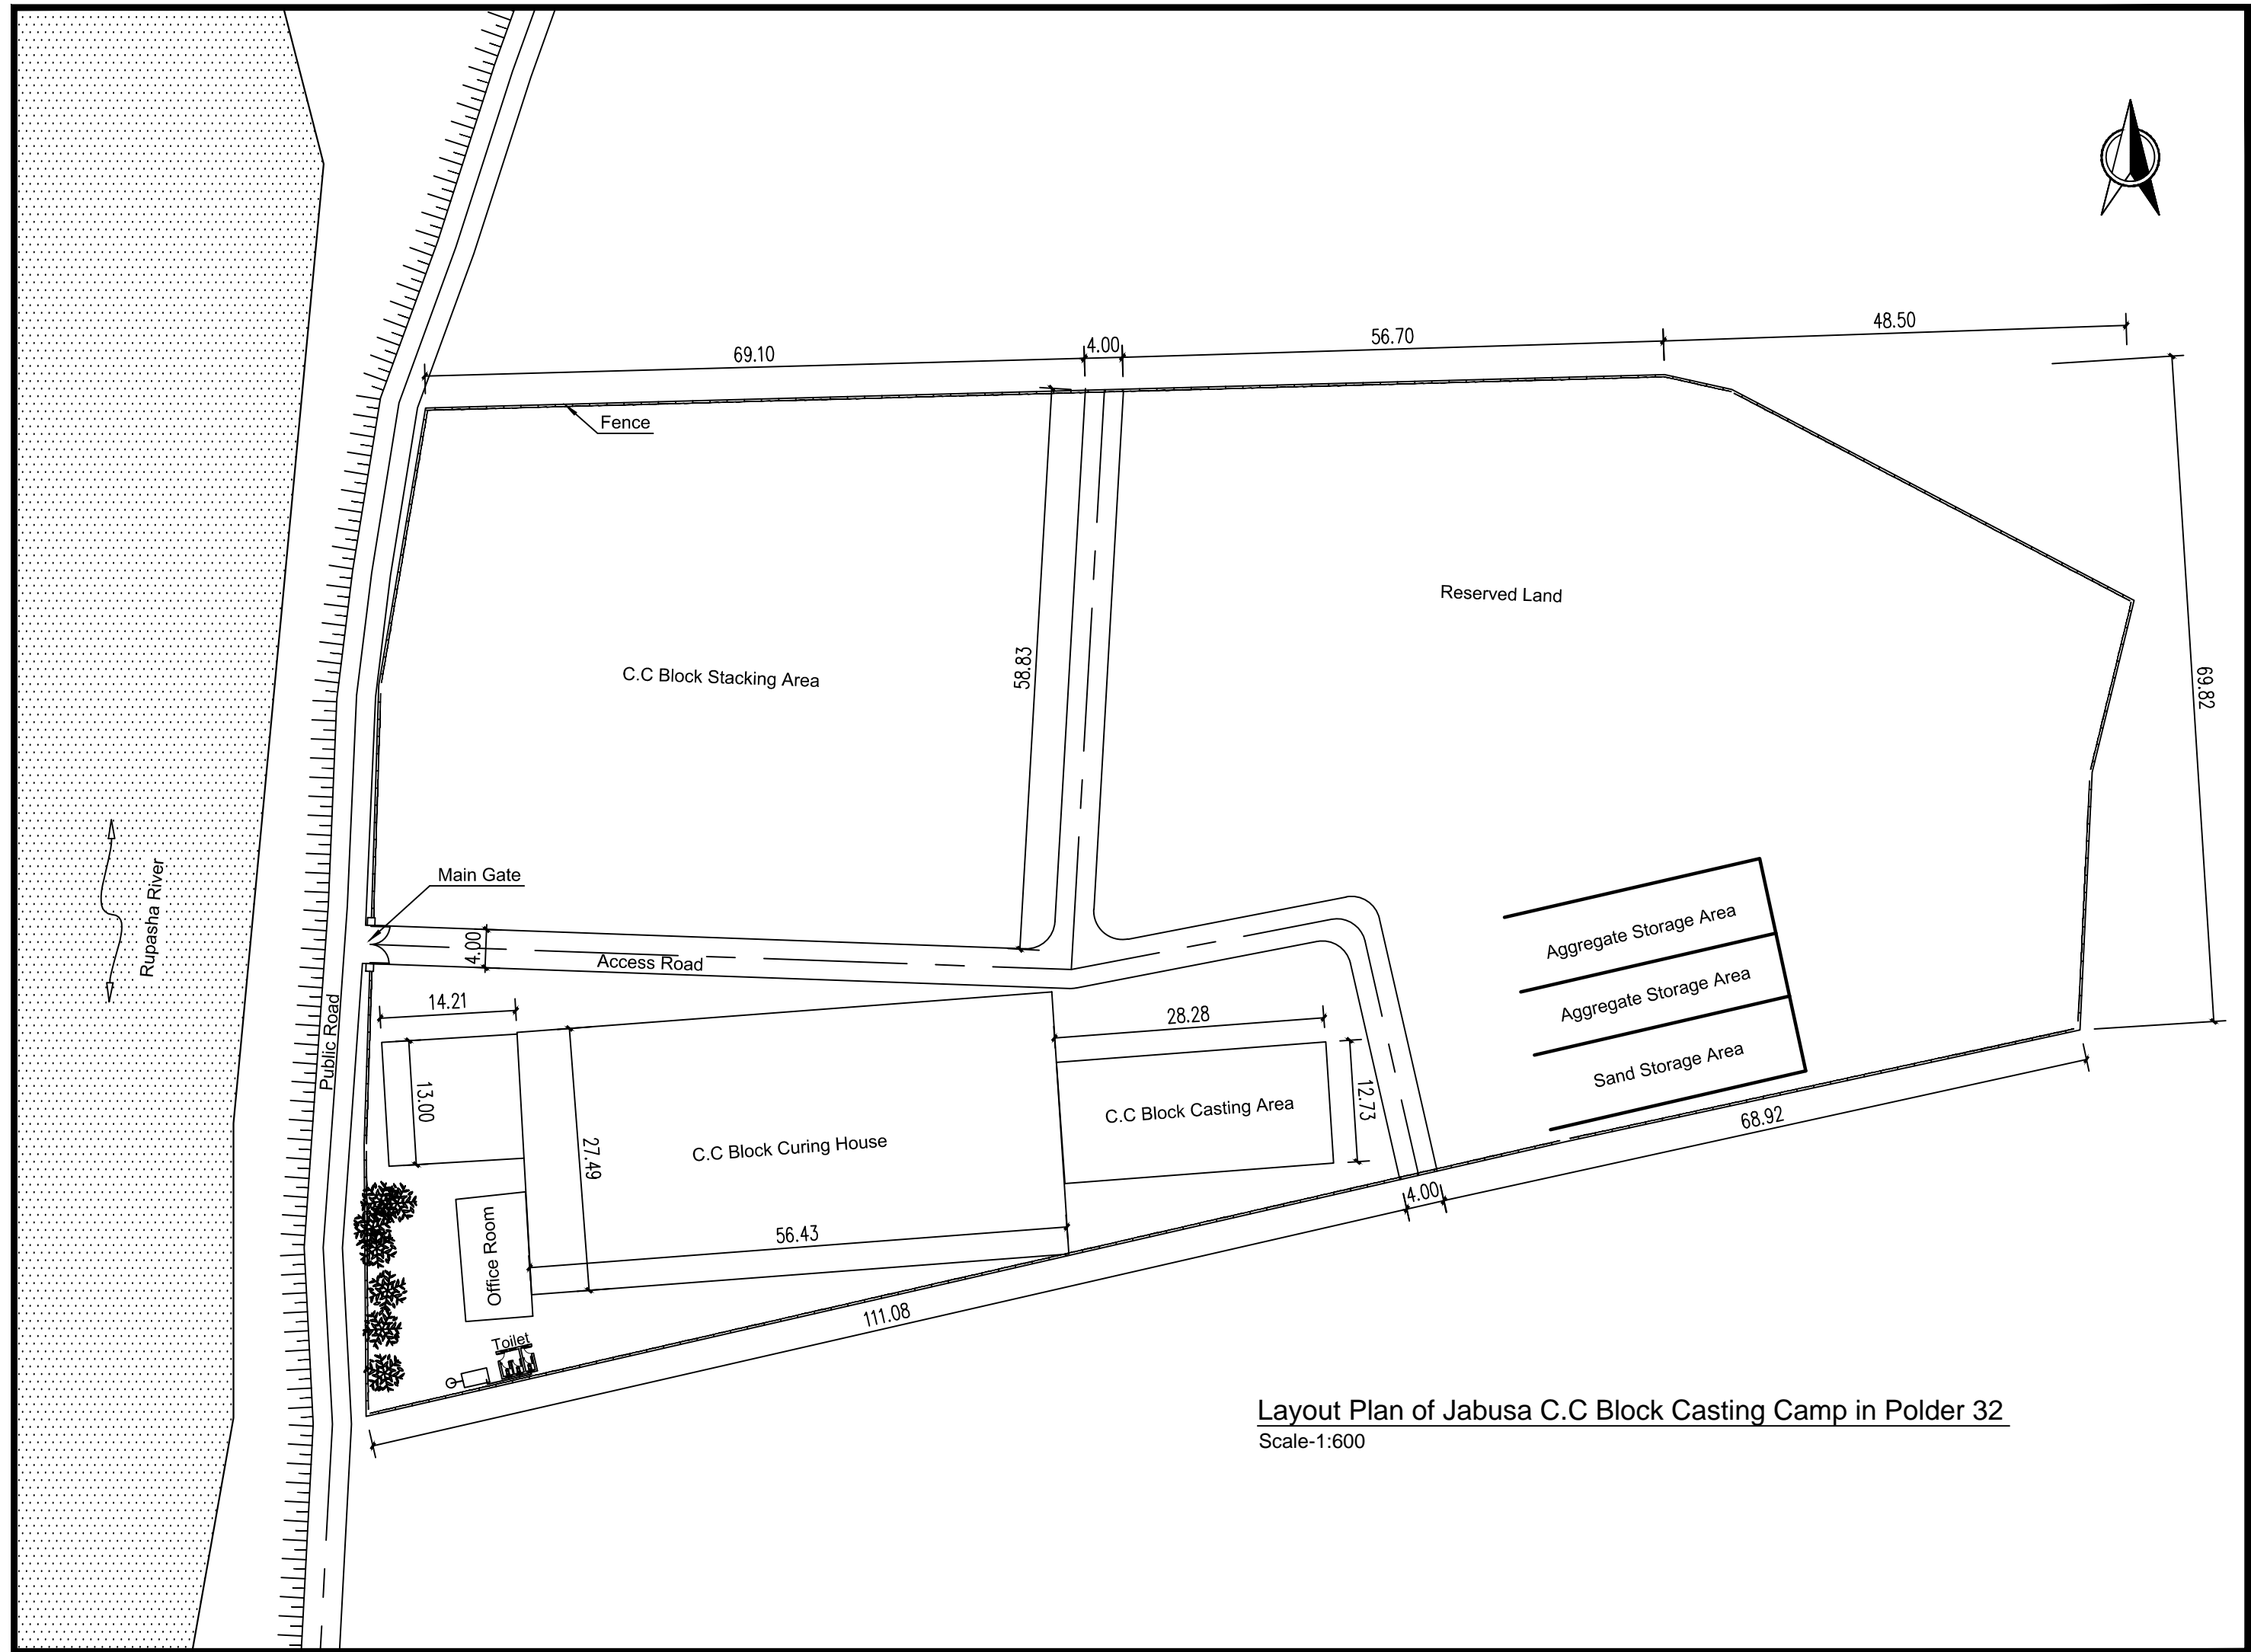 48.50
56.70
4.00
69.10
Fence
Reserved Land
58.83
C.C Block Stacking Area
69.82
Main Gate
Rupasha River
Aggregate Storage Area
4.00
Access Road
Aggregate Storage Area
14.21
28.28
Public Road
Sand Storage Area
13.00
12.73
C.C Block Casting Area
27.49
C.C Block Curing House
68.92
4.00
56.43
Office Room
111.08
Toilet
Layout Plan of Jabusa C.C Block Casting Camp in Polder 32
Scale-1:600